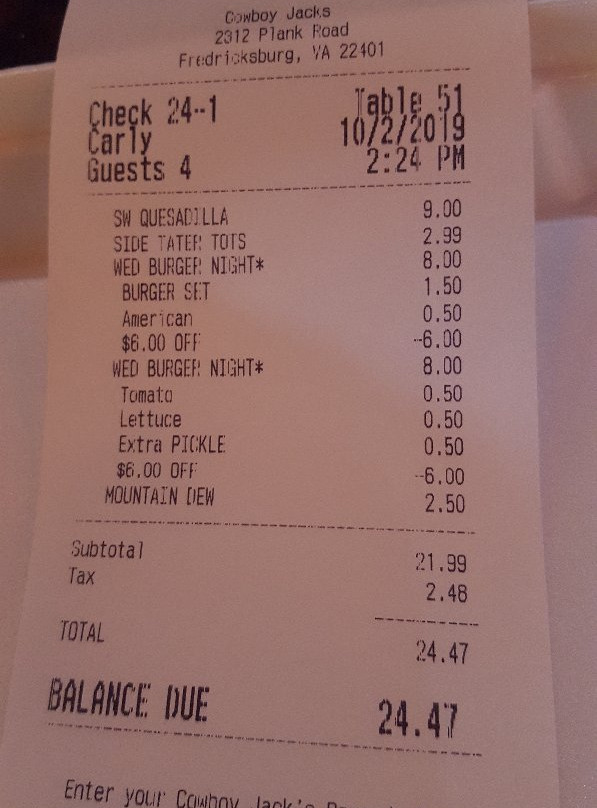 Cowboy Jacks
2312 Plank Road
Fredricksburg, VA 22401
Check 24-1 Table 51
Carly 10/2/2019
Guests 4 2:24 PM
SW QUESADILLA 9.00
SIDE TATER TOTS 2.99
WED BURGER NIGHT* 8.00
BURGER SET 1.50
American 0.50
$6.00 OFF -6.00
WED BURGER NIGHT* 8.00
Tomato 0.50
Lettuce 0.50
Extra PICKLE 0.50
$6.00 OFF -6.00
MOUNTAIN DEW 2.50
Subtotal 21.99
Tax 2.48
TOTAL 24.47
BALANCE DUE 24.47
Enter your Cowboy Jack's